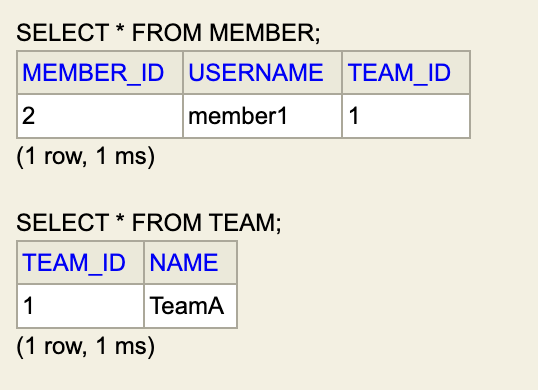 SELECT * FROM MEMBER;
MEMBER_ID USERNAME TEAM_ID
2 member1 1
(1 row, 1 ms)
SELECT * FROM TEAM;
TEAM_ID NAME
1 TeamA
(1 row, 1 ms)